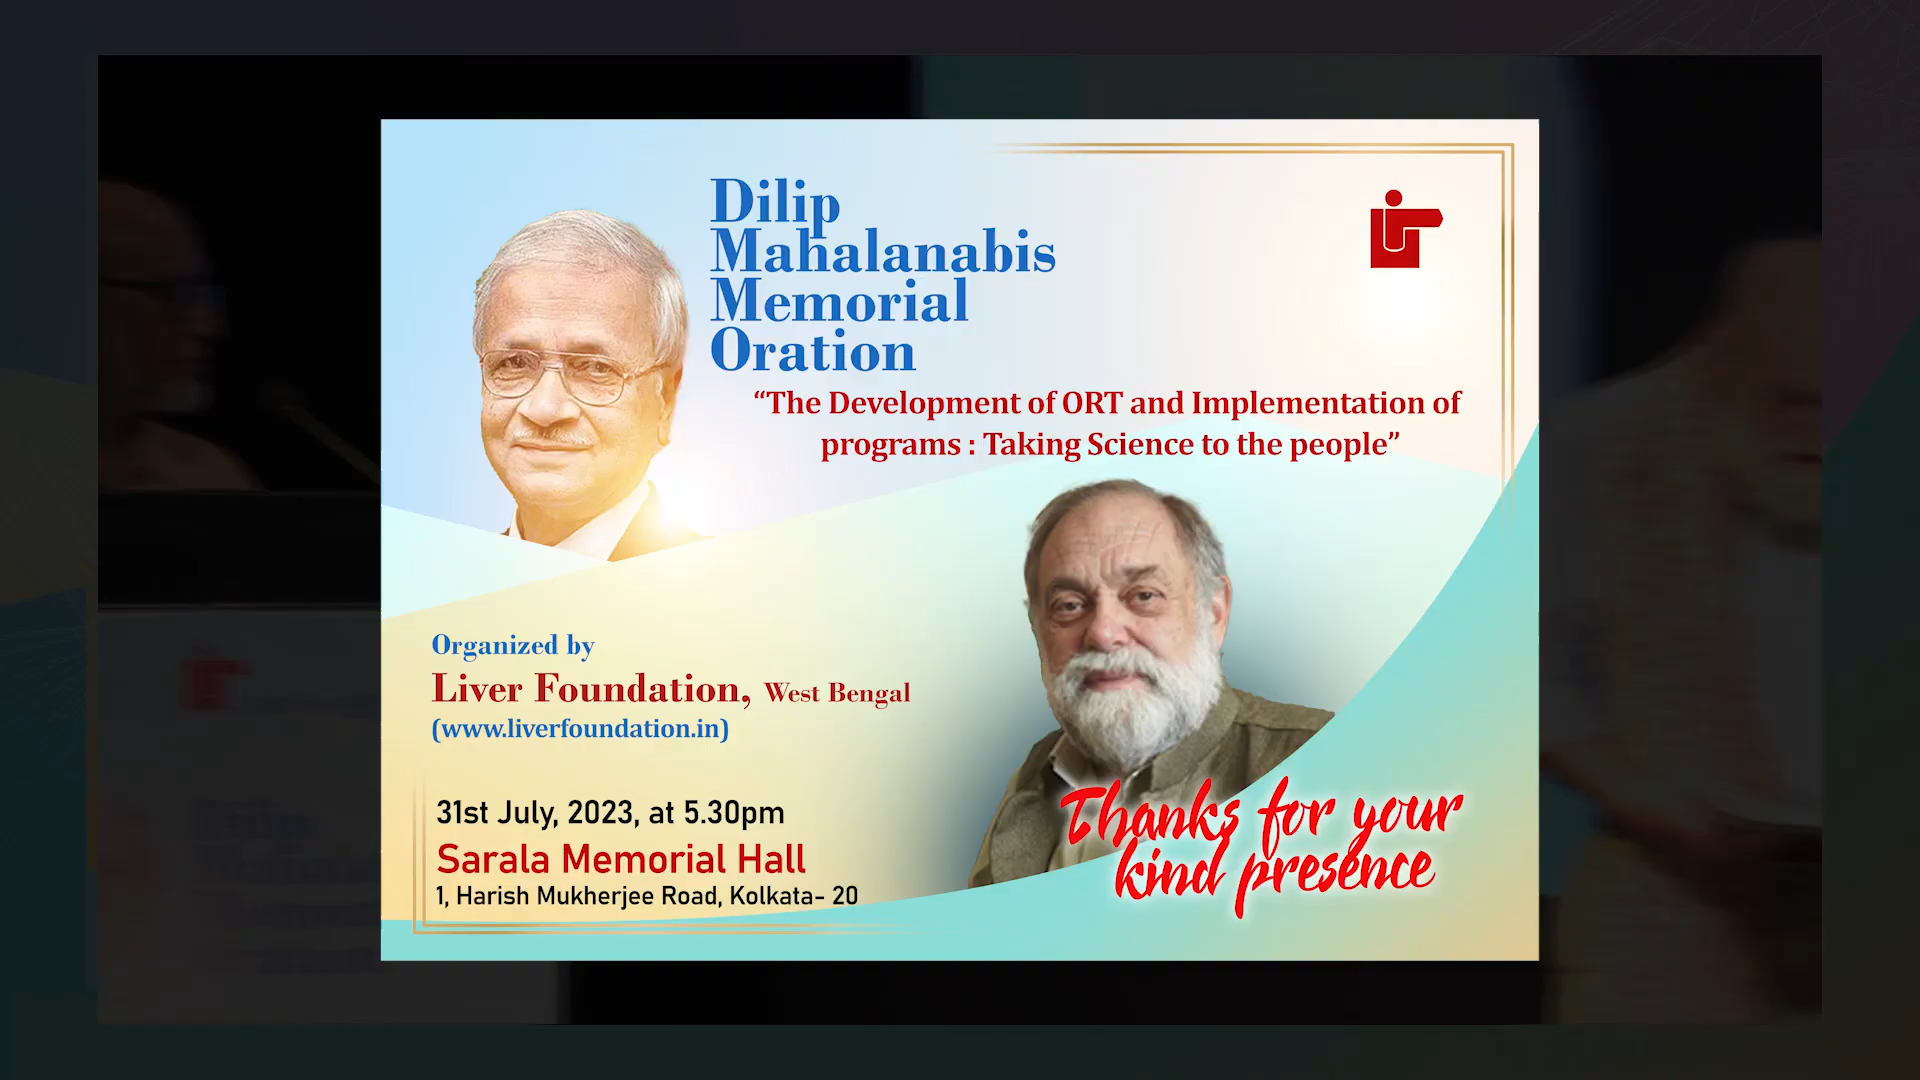 Dilip
Mahalanabis
Memorial
Oration
“The Development of ORT and Implementation of
programs : Taking Science to the people”
Organized by
Liver Foundation, West Bengal
(www.liverfoundation.in)
31st July, 2023, at 5.30pm
Sarala Memorial Hall
1, Harish Mukherjee Road, Kolkata- 20
Thanks for your
kind presence